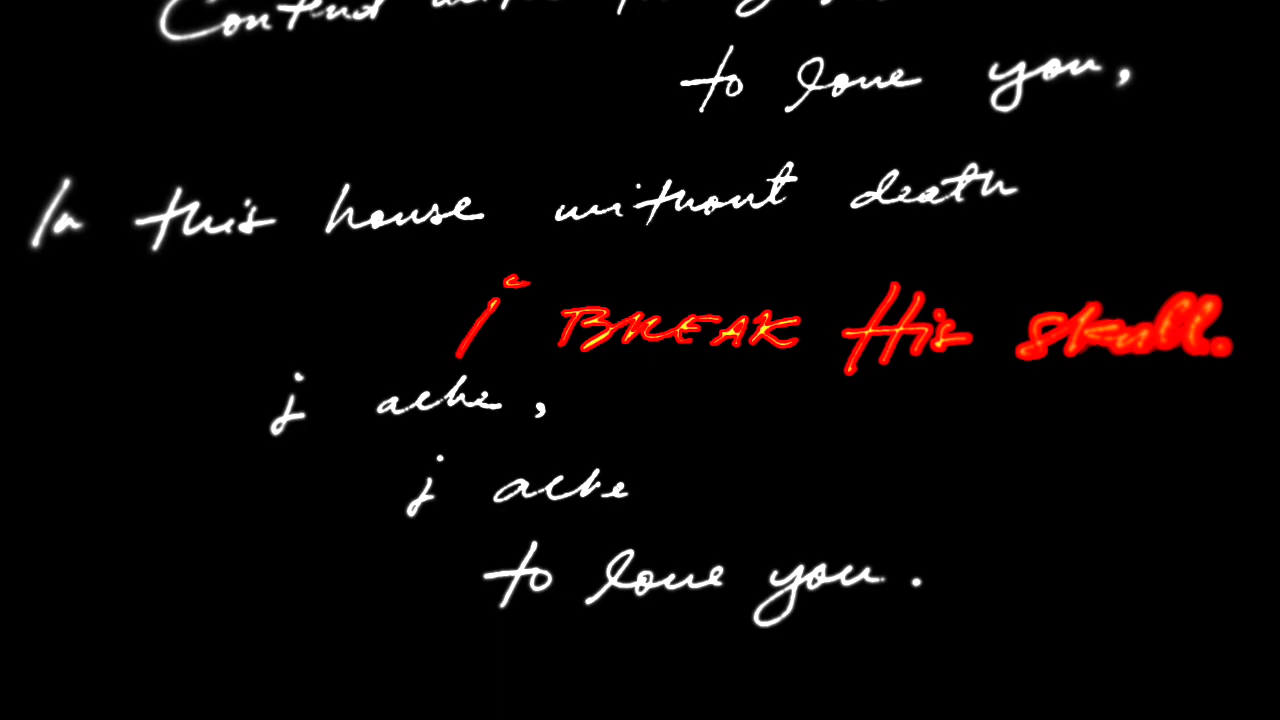 to love you,
In this house without death
I BREAK His skull.
i ache,
i ache
to love you.